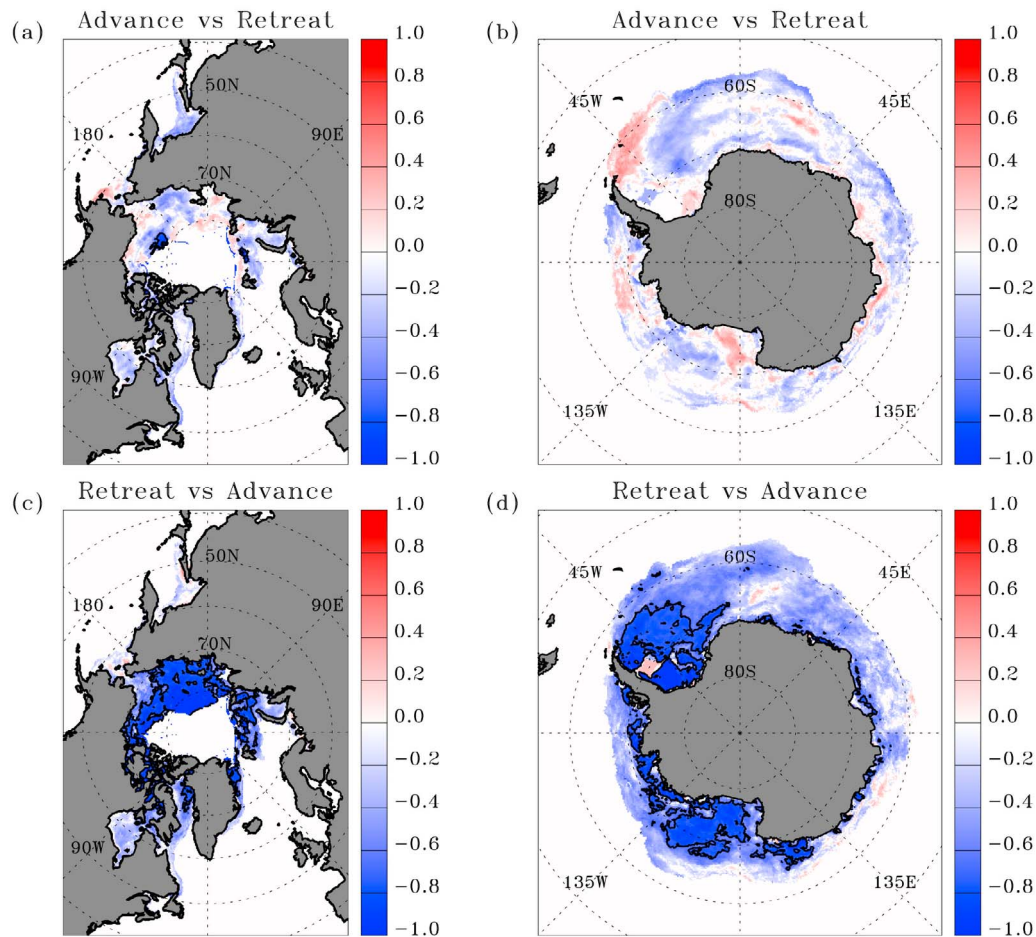 (a) Advance vs Retreat
50N
180
90E
70N
90W
1.0
0.8
0.6
0.4
0.2
0.0
−0.2
−0.4
−0.6
−0.8
−1.0
(b) Advance vs Retreat
60S
45W
45E
80S
135W
135E
1.0
0.8
0.6
0.4
0.2
0.0
−0.2
−0.4
−0.6
−0.8
−1.0
(c) Retreat vs Advance
50N
180
90E
70N
90W
1.0
0.8
0.6
0.4
0.2
0.0
−0.2
−0.4
−0.6
−0.8
−1.0
(d) Retreat vs Advance
60S
45W
45E
80S
135W
135E
1.0
0.8
0.6
0.4
0.2
0.0
−0.2
−0.4
−0.6
−0.8
−1.0